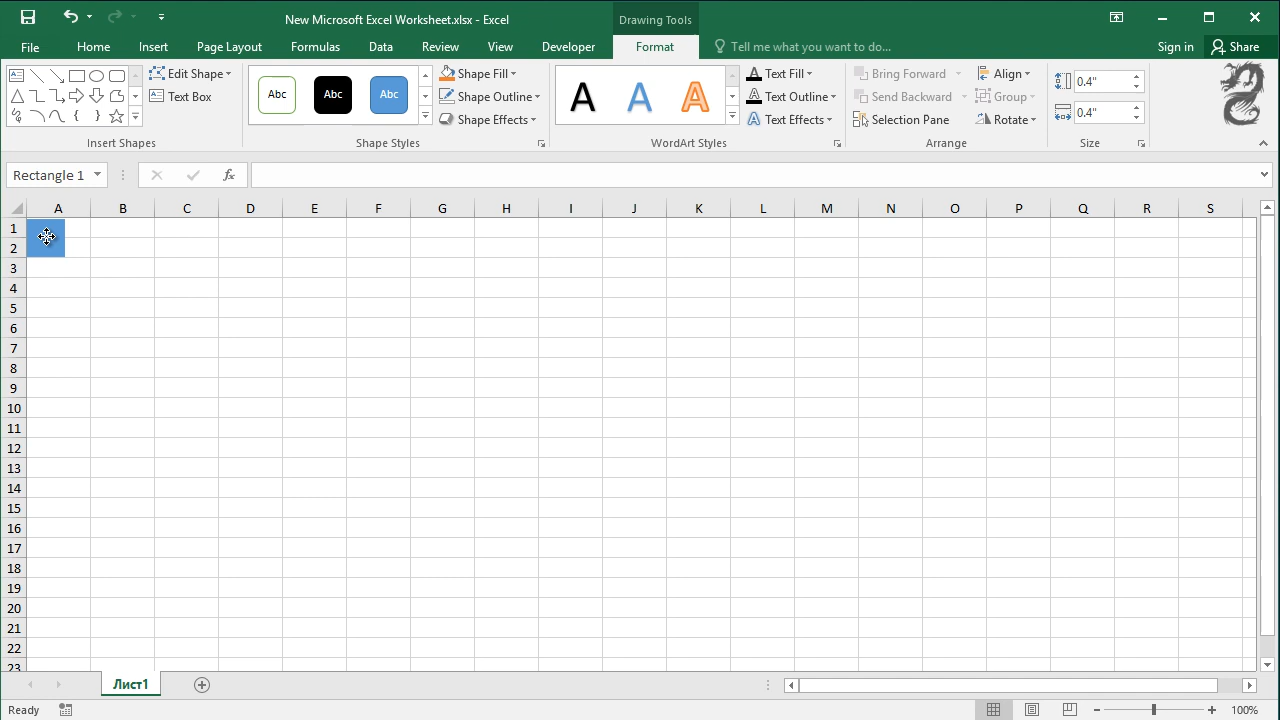 New Microsoft Excel Worksheet.xlsx - Excel
Drawing Tools
File
Home
Insert
Page Layout
Formulas
Data
Review
View
Developer
Format
Tell me what you want to do...
Sign in
Share
Edit Shape
Text Box
Insert Shapes
Abc
Abc
Abc
Shape Fill
Shape Outline
Shape Effects
Shape Styles
A
A
A
Text Fill
Text Outline
Text Effects
WordArt Styles
Bring Forward
Send Backward
Selection Pane
Align
Group
Rotate
Arrange
0.4"
0.4"
Size
Rectangle 1
fx
A B C D E F G H I J K L M N O P Q R S
1
2
3
4
5
6
7
8
9
10
11
12
13
14
15
16
17
18
19
20
21
22
23
Лист1
Ready
100%